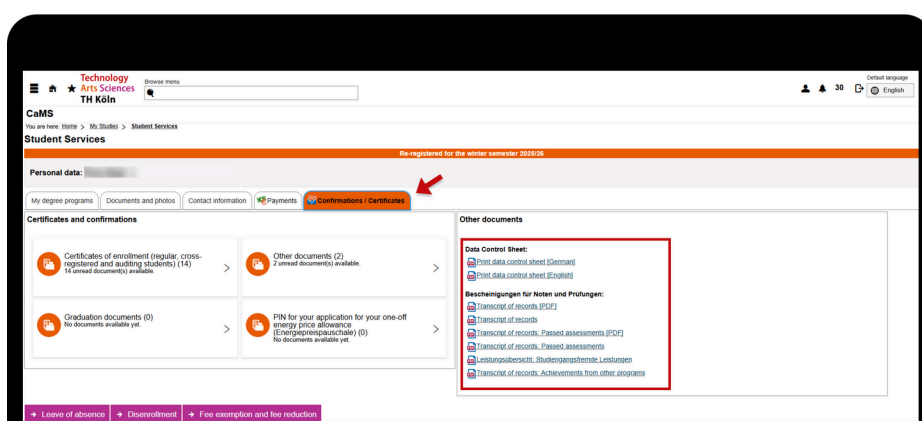 Technology
Arts Sciences
TH Köln
Browse menu
30
Default language
English
CaMS
You are here: Home > My Studies > Student Services
Student Services
Re-registered for the winter semester 2025/26
Personal data:
My degree programs
Documents and photos
Contact information
Payments
Confirmations / Certificates
Certificates and confirmations
Certificates of enrollment (regular, cross-
registered and auditing students) (14)
14 unread document(s) available.
Other documents (2)
2 unread document(s) available.
Graduation documents (0)
No documents available yet.
PIN for your application for your one-off
energy price allowance
(Energiepreispauschale) (0)
No documents available yet.
Other documents
Data Control Sheet:
Print data control sheet [German]
Print data control sheet [English]
Bescheinigungen für Noten und Prüfungen:
Transcript of records [PDF]
Transcript of records
Transcript of records: Passed assessments [PDF]
Transcript of records: Passed assessments
Leistungsübersicht: Studiengangsfremde Leistungen
Transcript of records: Achievements from other programs
Leave of absence
Disenrollment
Fee exemption and fee reduction